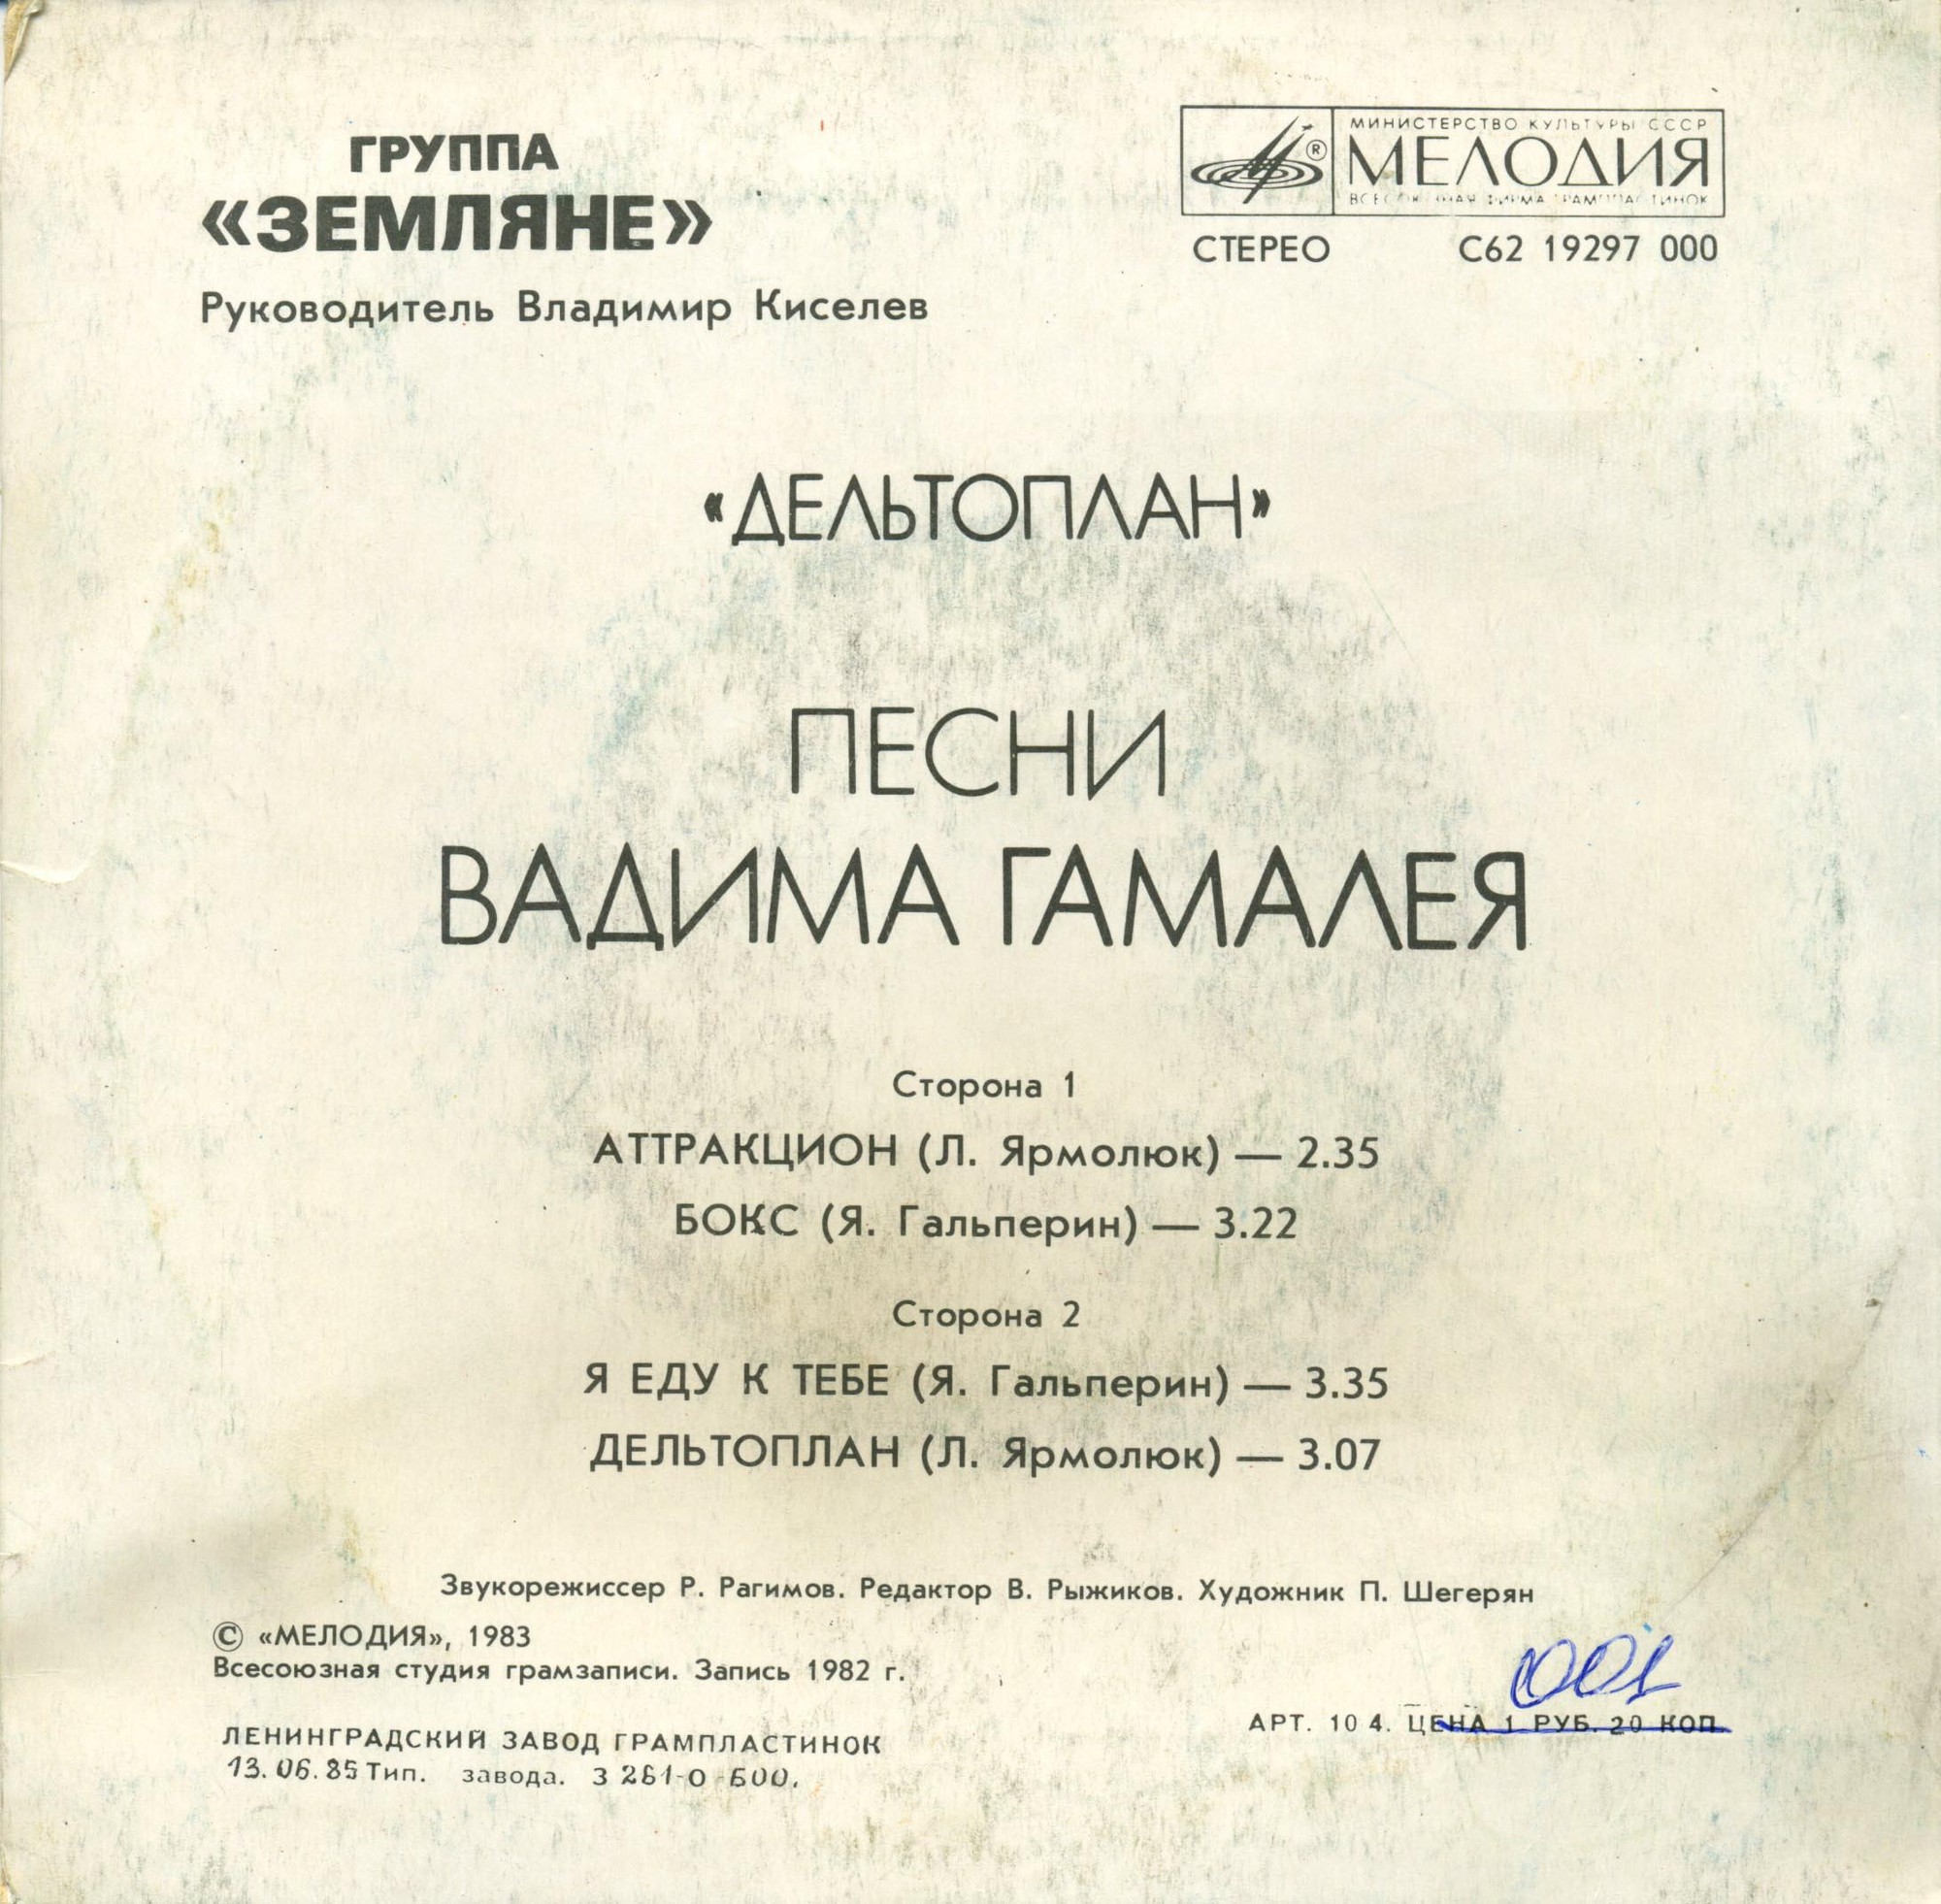 ГРУППА
«ЗЕМЛЯНЕ»
Руководитель Владимир Киселев
МИНИСТЕРСТВО КУЛЬТУРЫ СССР
®
МЕЛОДИЯ
ВСЕСОЮЗНАЯ ФИРМА ГРАМПЛАСТИНОК
СТЕРЕО С62 19297 000
«ДЕЛЬТОПЛАН»
ПЕСНИ
ВАДИМА ГАМАЛЕЯ
Сторона 1
АТТРАКЦИОН (Л. Ярмолюк) — 2.35
БОКС (Я. Гальперин) — 3.22
Сторона 2
Я ЕДУ К ТЕБЕ (Я. Гальперин) — 3.35
ДЕЛЬТОПЛАН (Л. Ярмолюк) — 3.07
Звукорежиссер Р. Рагимов. Редактор В. Рыжиков. Художник П. Шегерян
© «МЕЛОДИЯ», 1983
Всесоюзная студия грамзаписи. Запись 1982 г.
001
АРТ. 10 4. ЦЕНА 1 РУБ. 20 КОП.
ЛЕНИНГРАДСКИЙ ЗАВОД ГРАМПЛАСТИНОК
13.06.85 Тип. завода. З